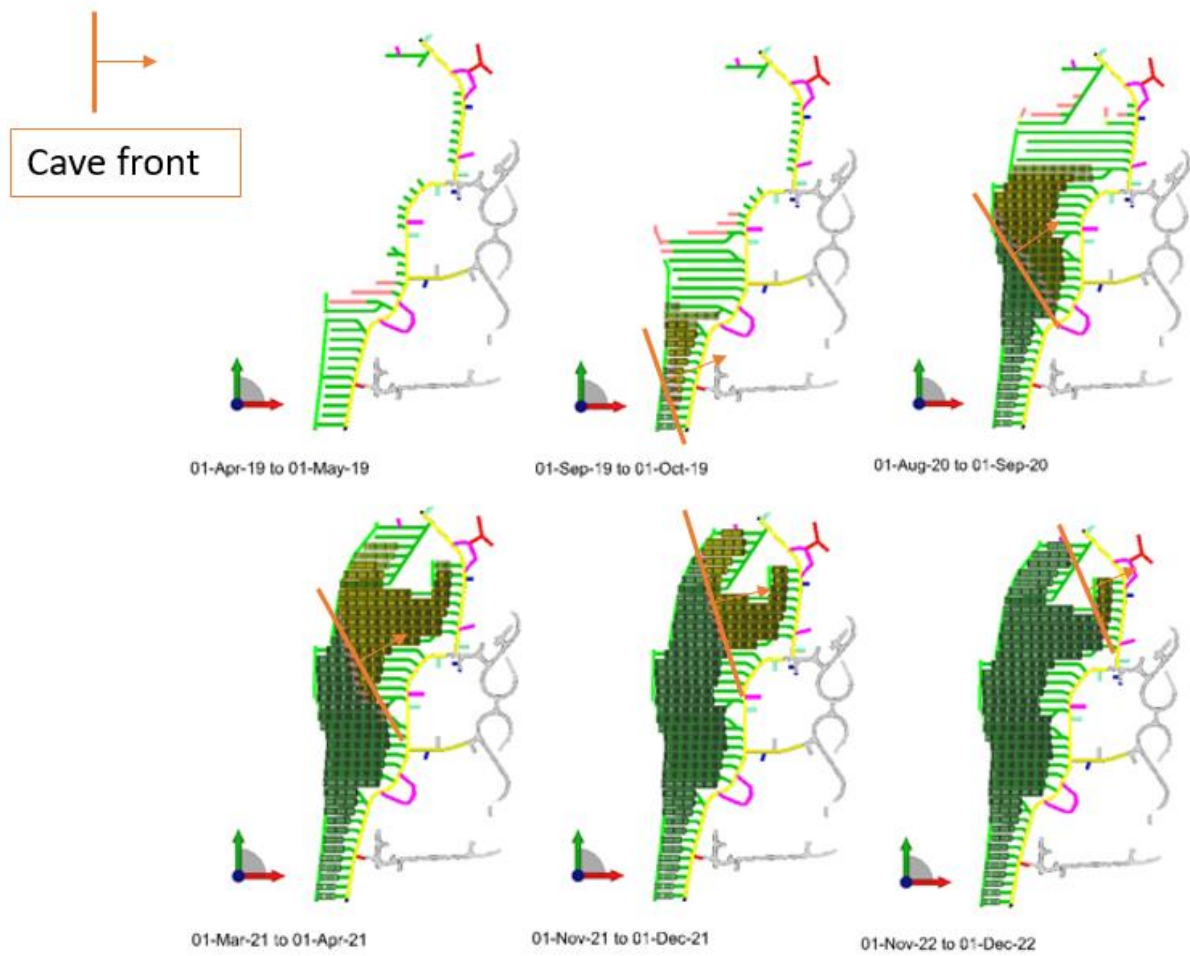 Cave front
01-Apr-19 to 01-May-19
01-Sep-19 to 01-Oct-19
01-Aug-20 to 01-Sep-20
01-Mar-21 to 01-Apr-21
01-Nov-21 to 01-Dec-21
01-Nov-22 to 01-Dec-22